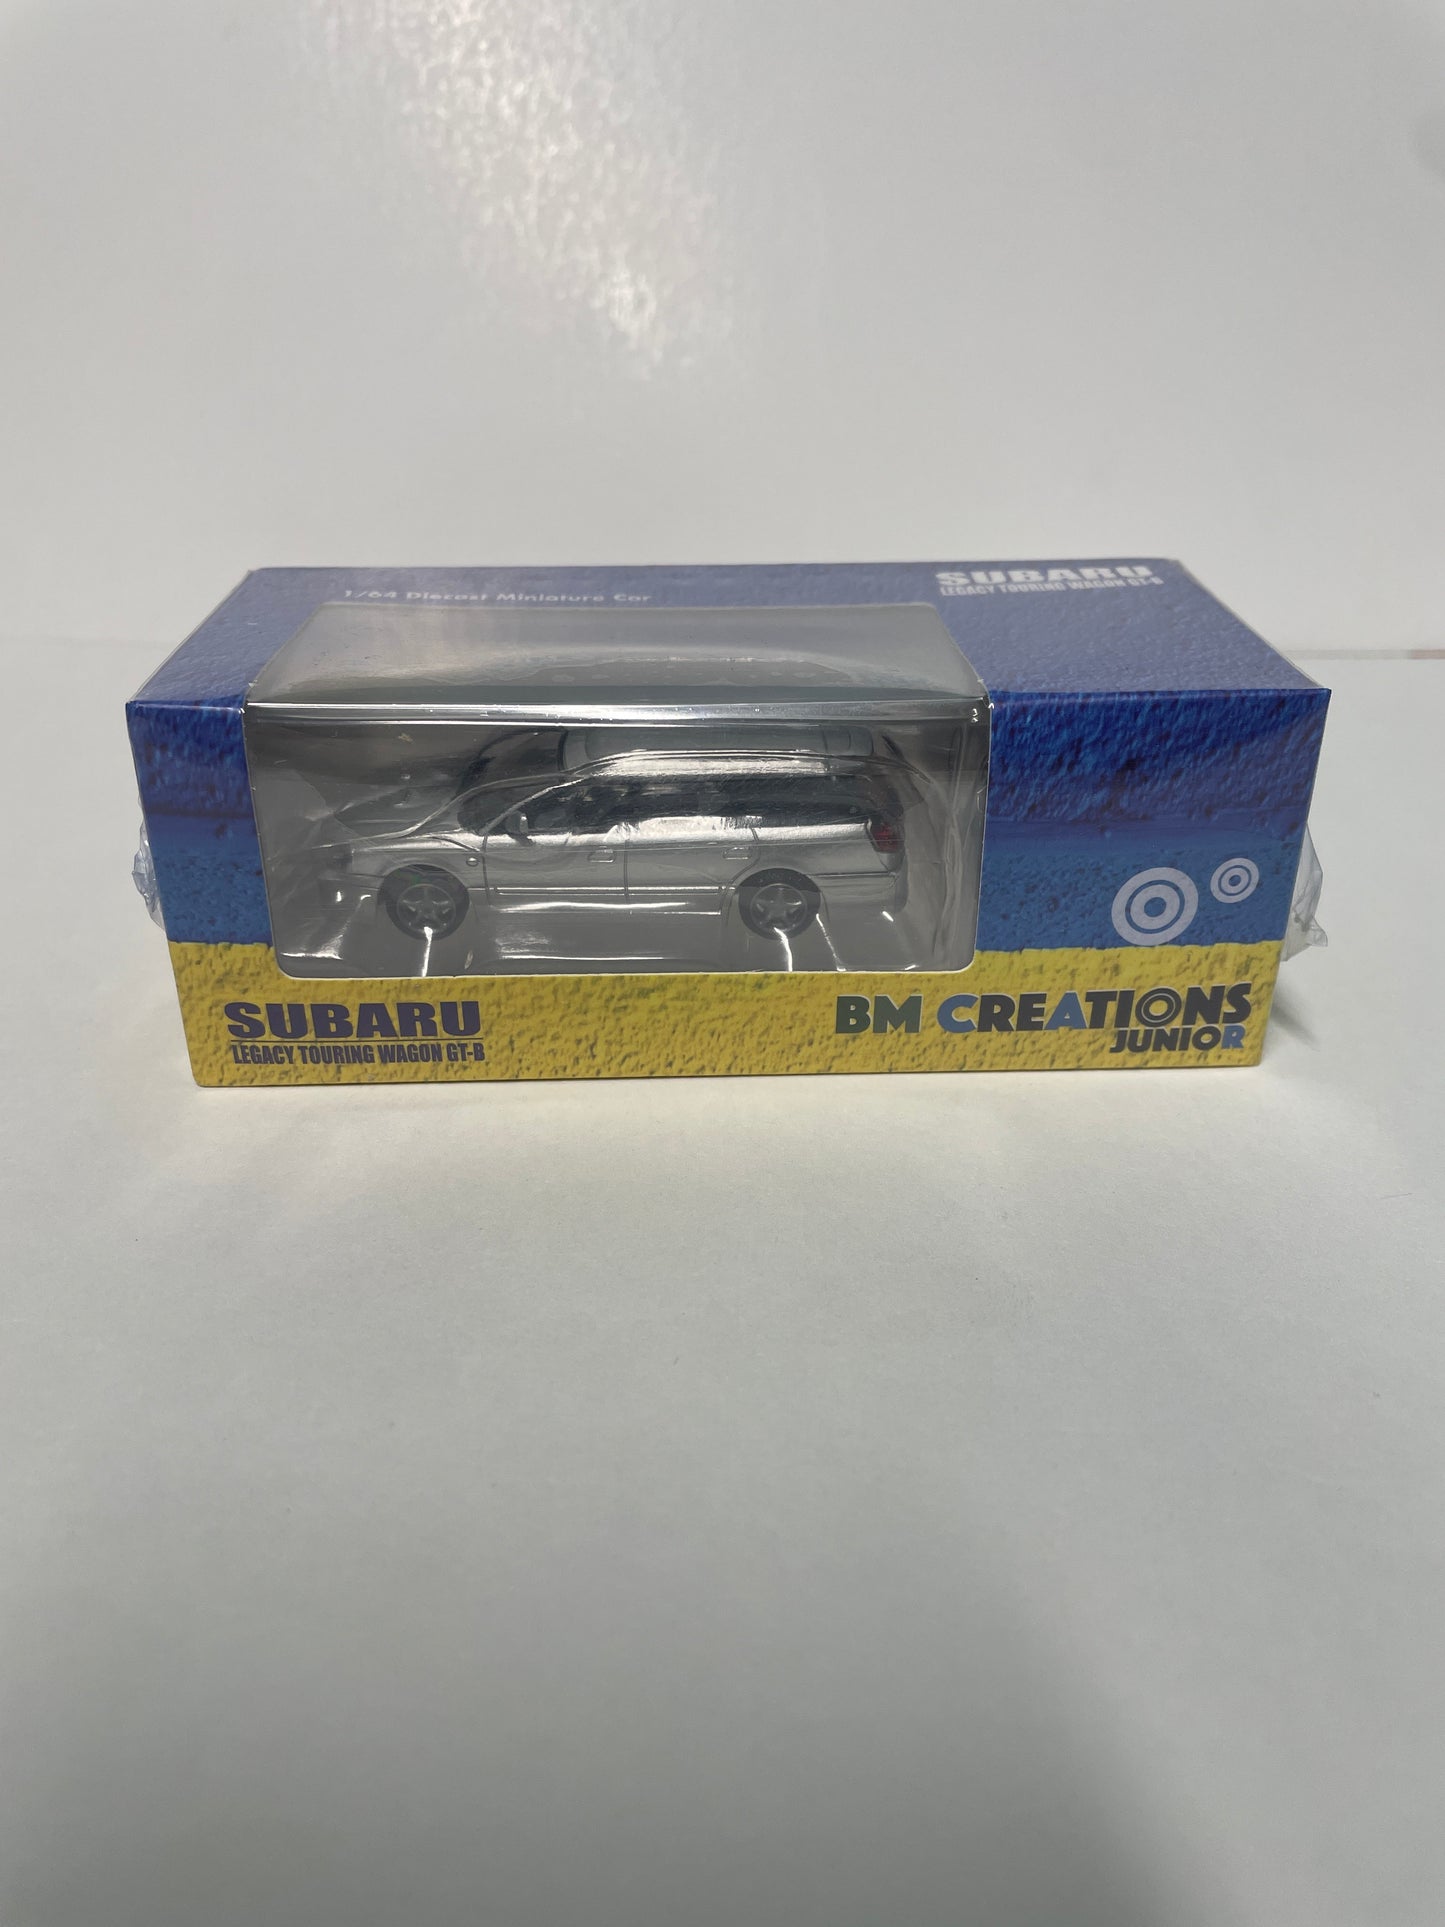 1/64 Diecast Miniature Car
SUBARU
LEGACY TOURING WAGON GT-B
SUBARU
LEGACY TOURING WAGON GT-B
BM CREATIONS
JUNIOR